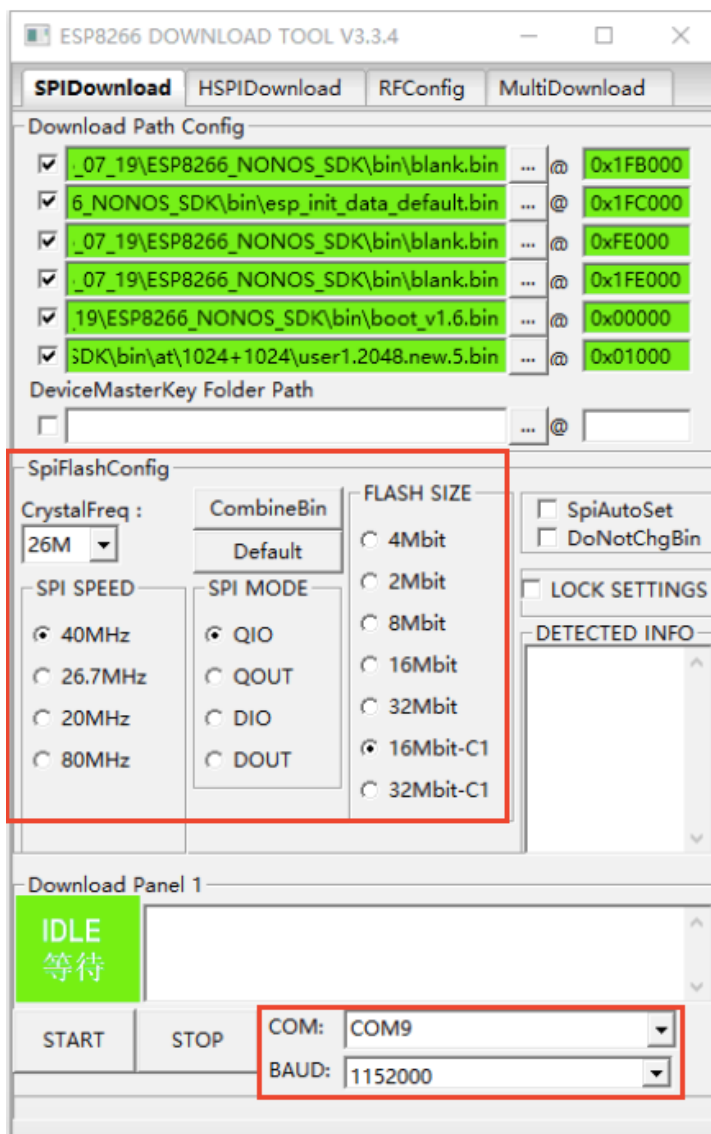 ESP8266 DOWNLOAD TOOL V3.3.4
SPIDownload HSPIDownload RFConfig MultiDownload
Download Path Config
_07_19\ESP8266_NONOS_SDK\bin\blank.bin ... @ 0x1FB000
6_NONOS_SDK\bin\esp_init_data_default.bin ... @ 0x1FC000
_07_19\ESP8266_NONOS_SDK\bin\blank.bin ... @ 0xFE000
_07_19\ESP8266_NONOS_SDK\bin\blank.bin ... @ 0x1FE000
_19\ESP8266_NONOS_SDK\bin\boot_v1.6.bin ... @ 0x00000
SDK\bin\at\1024+1024\user1.2048.new.5.bin ... @ 0x01000
DeviceMasterKey Folder Path
... @
SpiFlashConfig
CrystalFreq :
26M
CombineBin
Default
SPI SPEED
40MHz
26.7MHz
20MHz
80MHz
SPI MODE
QIO
QOUT
DIO
DOUT
FLASH SIZE
4Mbit
2Mbit
8Mbit
16Mbit
32Mbit
16Mbit-C1
32Mbit-C1
SpiAutoSet
DoNotChgBin
LOCK SETTINGS
DETECTED INFO
Download Panel 1
IDLE
等待
START STOP
COM: COM9
BAUD: 1152000